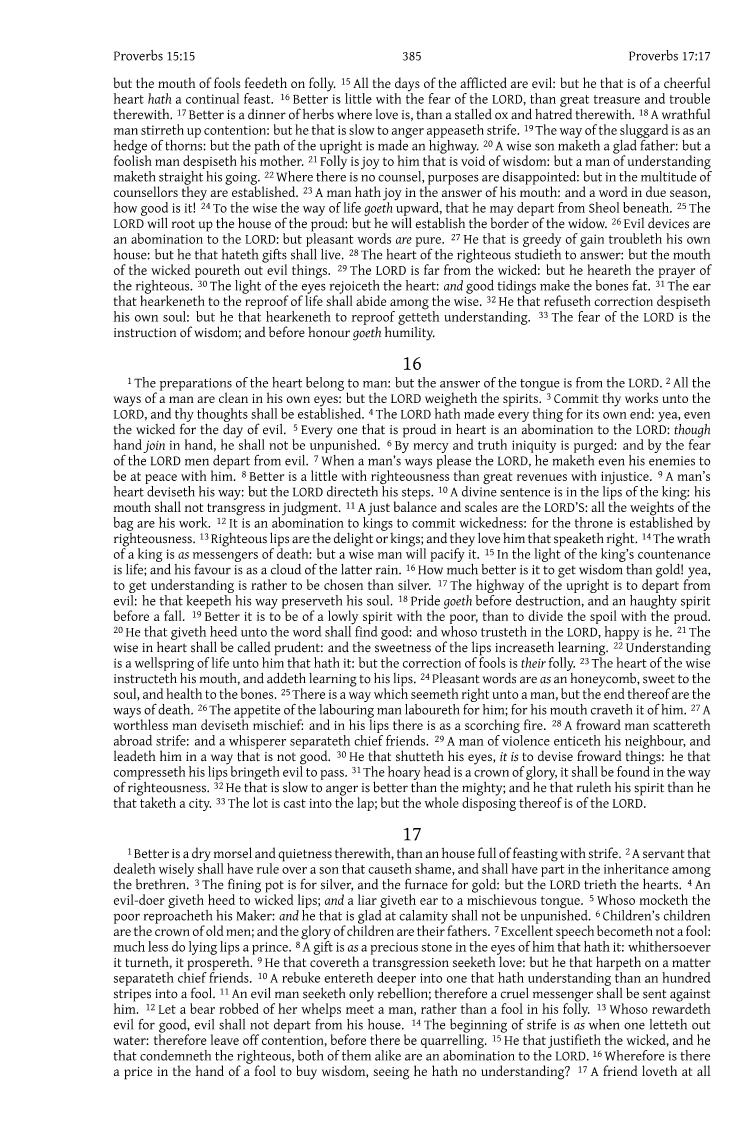 Proverbs 15:15 385 Proverbs 17:17
but the mouth of fools feedeth on folly. 15 All the days of the afflicted are evil: but he that is of a cheerful
heart hath a continual feast. 16 Better is little with the fear of the LORD, than great treasure and trouble
therewith. 17 Better is a dinner of herbs where love is, than a stalled ox and hatred therewith. 18 A wrathful
man stirreth up contention: but he that is slow to anger appeaseth strife. 19 The way of the sluggard is as an
hedge of thorns: but the path of the upright is made an highway. 20 A wise son maketh a glad father: but a
foolish man despiseth his mother. 21 Folly is joy to him that is void of wisdom: but a man of understanding
maketh straight his going. 22 Where there is no counsel, purposes are disappointed: but in the multitude of
counsellors they are established. 23 A man hath joy in the answer of his mouth: and a word in due season,
how good is it! 24 To the wise the way of life goeth upward, that he may depart from Sheol beneath. 25 The
LORD will root up the house of the proud: but he will establish the border of the widow. 26 Evil devices are
an abomination to the LORD: but pleasant words are pure. 27 He that is greedy of gain troubleth his own
house: but he that hateth gifts shall live. 28 The heart of the righteous studieth to answer: but the mouth
of the wicked poureth out evil things. 29 The LORD is far from the wicked: but he heareth the prayer of
the righteous. 30 The light of the eyes rejoiceth the heart: and good tidings make the bones fat. 31 The ear
that hearkeneth to the reproof of life shall abide among the wise. 32 He that refuseth correction despiseth
his own soul: but he that hearkeneth to reproof getteth understanding. 33 The fear of the LORD is the
instruction of wisdom; and before honour goeth humility.
16
1 The preparations of the heart belong to man: but the answer of the tongue is from the LORD. 2 All the
ways of a man are clean in his own eyes: but the LORD weigheth the spirits. 3 Commit thy works unto the
LORD, and thy thoughts shall be established. 4 The LORD hath made every thing for its own end: yea, even
the wicked for the day of evil. 5 Every one that is proud in heart is an abomination to the LORD: though
hand join in hand, he shall not be unpunished. 6 By mercy and truth iniquity is purged: and by the fear
of the LORD men depart from evil. 7 When a man's ways please the LORD, he maketh even his enemies to
be at peace with him. 8 Better is a little with righteousness than great revenues with injustice. 9 A man's
heart deviseth his way: but the LORD directeth his steps. 10 A divine sentence is in the lips of the king: his
mouth shall not transgress in judgment. 11 A just balance and scales are the LORD'S: all the weights of the
bag are his work. 12 It is an abomination to kings to commit wickedness: for the throne is established by
righteousness. 13 Righteous lips are the delight or kings; and they love him that speaketh right. 14 The wrath
of a king is as messengers of death: but a wise man will pacify it. 15 In the light of the king's countenance
is life; and his favour is as a cloud of the latter rain. 16 How much better is it to get wisdom than gold! yea,
to get understanding is rather to be chosen than silver. 17 The highway of the upright is to depart from
evil: he that keepeth his way preserveth his soul. 18 Pride goeth before destruction, and an haughty spirit
before a fall. 19 Better it is to be of a lowly spirit with the poor, than to divide the spoil with the proud.
20 He that giveth heed unto the word shall find good: and whoso trusteth in the LORD, happy is he. 21 The
wise in heart shall be called prudent: and the sweetness of the lips increaseth learning. 22 Understanding
is a wellspring of life unto him that hath it: but the correction of fools is their folly. 23 The heart of the wise
instructeth his mouth, and addeth learning to his lips. 24 Pleasant words are as an honeycomb, sweet to the
soul, and health to the bones. 25 There is a way which seemeth right unto a man, but the end thereof are the
ways of death. 26 The appetite of the labouring man laboureth for him; for his mouth craveth it of him. 27 A
worthless man deviseth mischief: and in his lips there is as a scorching fire. 28 A froward man scattereth
abroad strife: and a whisperer separateth chief friends. 29 A man of violence enticeth his neighbour, and
leadeth him in a way that is not good. 30 He that shutteth his eyes, it is to devise froward things: he that
compresseth his lips bringeth evil to pass. 31 The hoary head is a crown of glory, it shall be found in the way
of righteousness. 32 He that is slow to anger is better than the mighty; and he that ruleth his spirit than he
that taketh a city. 33 The lot is cast into the lap; but the whole disposing thereof is of the LORD.
17
1 Better is a dry morsel and quietness therewith, than an house full of feasting with strife. 2 A servant that
dealeth wisely shall have rule over a son that causeth shame, and shall have part in the inheritance among
the brethren. 3 The fining pot is for silver, and the furnace for gold: but the LORD trieth the hearts. 4 An
evil-doer giveth heed to wicked lips; and a liar giveth ear to a mischievous tongue. 5 Whoso mocketh the
poor reproacheth his Maker: and he that is glad at calamity shall not be unpunished. 6 Children's children
are the crown of old men; and the glory of children are their fathers. 7 Excellent speech becometh not a fool:
much less do lying lips a prince. 8 A gift is as a precious stone in the eyes of him that hath it: whithersoever
it turneth, it prospereth. 9 He that covereth a transgression seeketh love: but he that harpeth on a matter
separateth chief friends. 10 A rebuke entereth deeper into one that hath understanding than an hundred
stripes into a fool. 11 An evil man seeketh only rebellion; therefore a cruel messenger shall be sent against
him. 12 Let a bear robbed of her whelps meet a man, rather than a fool in his folly. 13 Whoso rewardeth
evil for good, evil shall not depart from his house. 14 The beginning of strife is as when one letteth out
water: therefore leave off contention, before there be quarrelling. 15 He that justifieth the wicked, and he
that condemneth the righteous, both of them alike are an abomination to the LORD. 16 Wherefore is there
a price in the hand of a fool to buy wisdom, seeing he hath no understanding? 17 A friend loveth at all